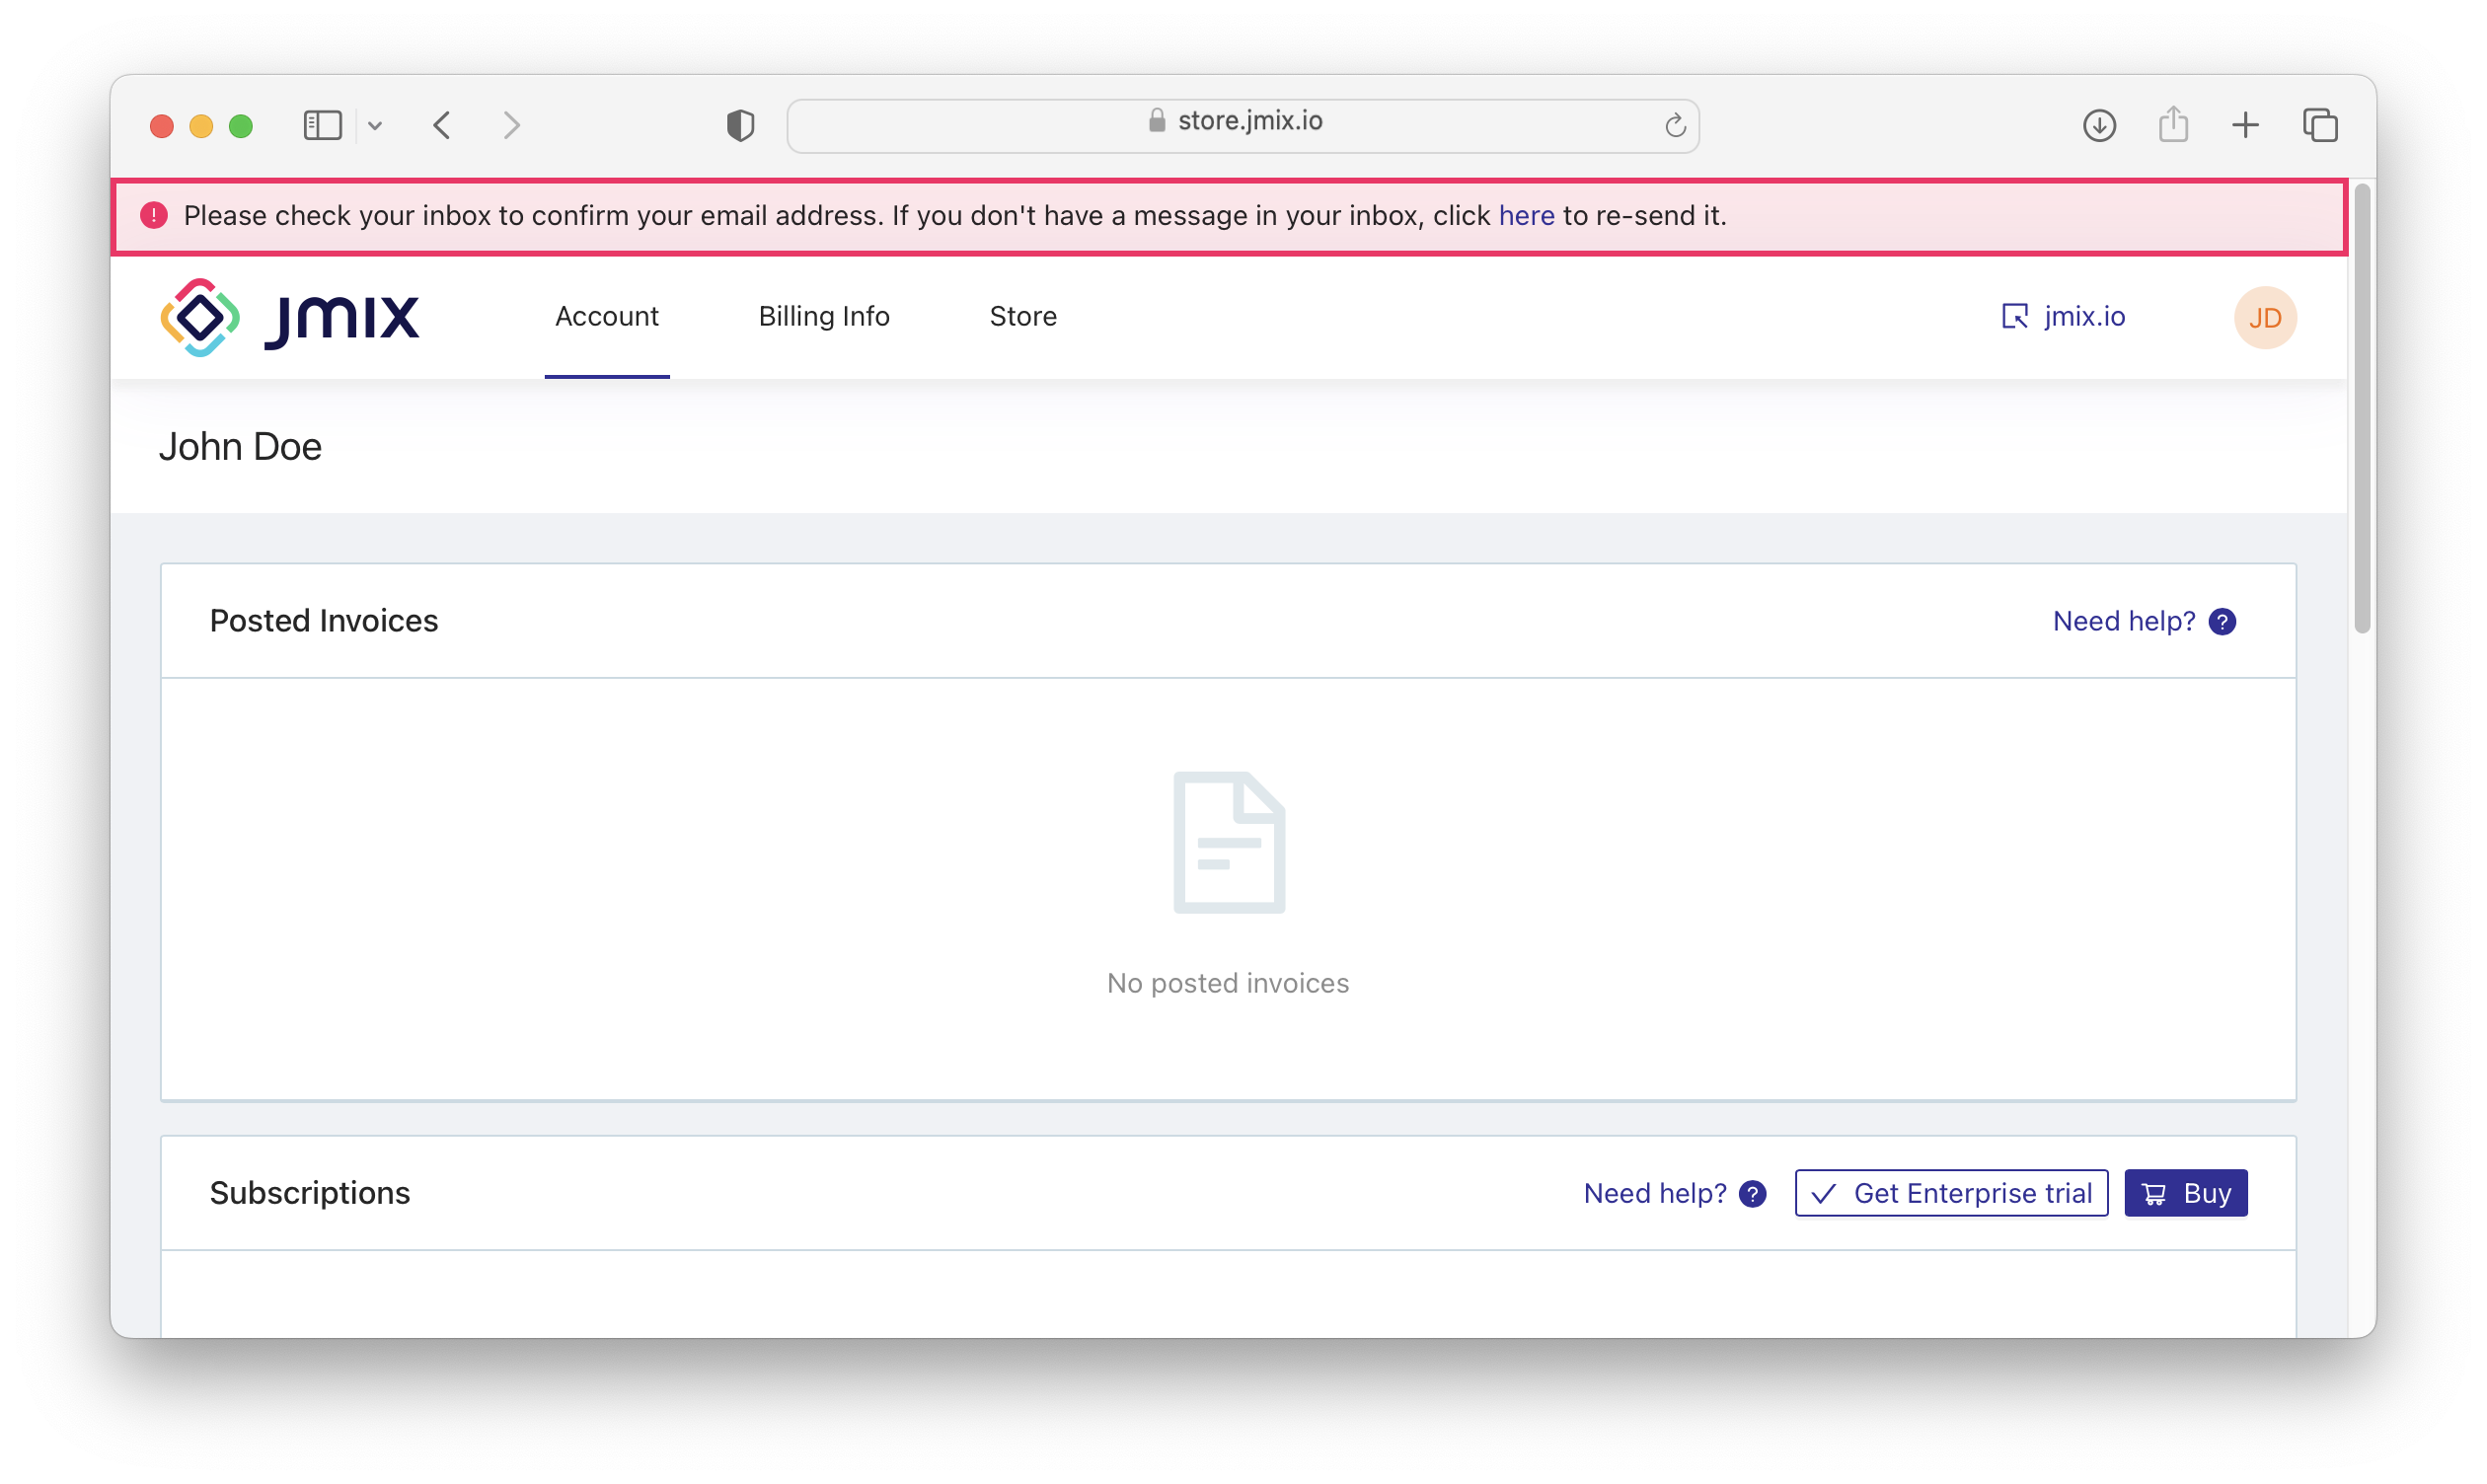 store.jmix.io
Please check your inbox to confirm your email address. If you don't have a message in your inbox, click here to re-send it.
Jmix
Account Billing Info Store jmix.io JD
John Doe
Posted Invoices Need help? ?
No posted invoices
Subscriptions Need help? ? Get Enterprise trial Buy